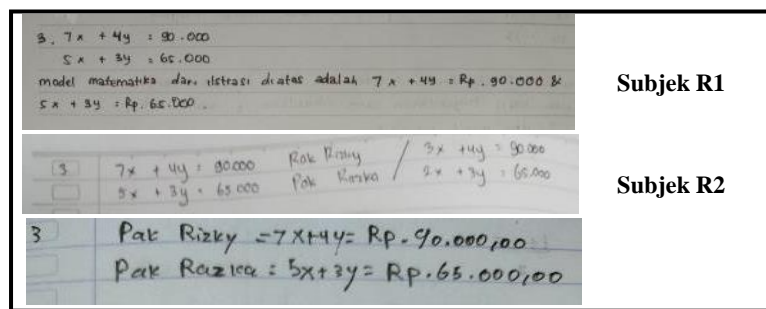 3. 7x + 4y = 90.000
5x + 3y = 65.000
model matematika dari ilstrasi diatas adalah 7x + 4y = Rp. 90.000 &
5x + 3y = Rp. 65.000.
Subjek R1
3 7x + 4y = 90000 Pak Rizky / 3x + 4y = 90.000
5x + 3y = 65.000 Pak Razka 2x + 3y = 65.000
Subjek R2
3 Pak Rizky = 7x+4y = Rp. 90.000,00
Pak Razka = 5x+3y = Rp. 65.000,00